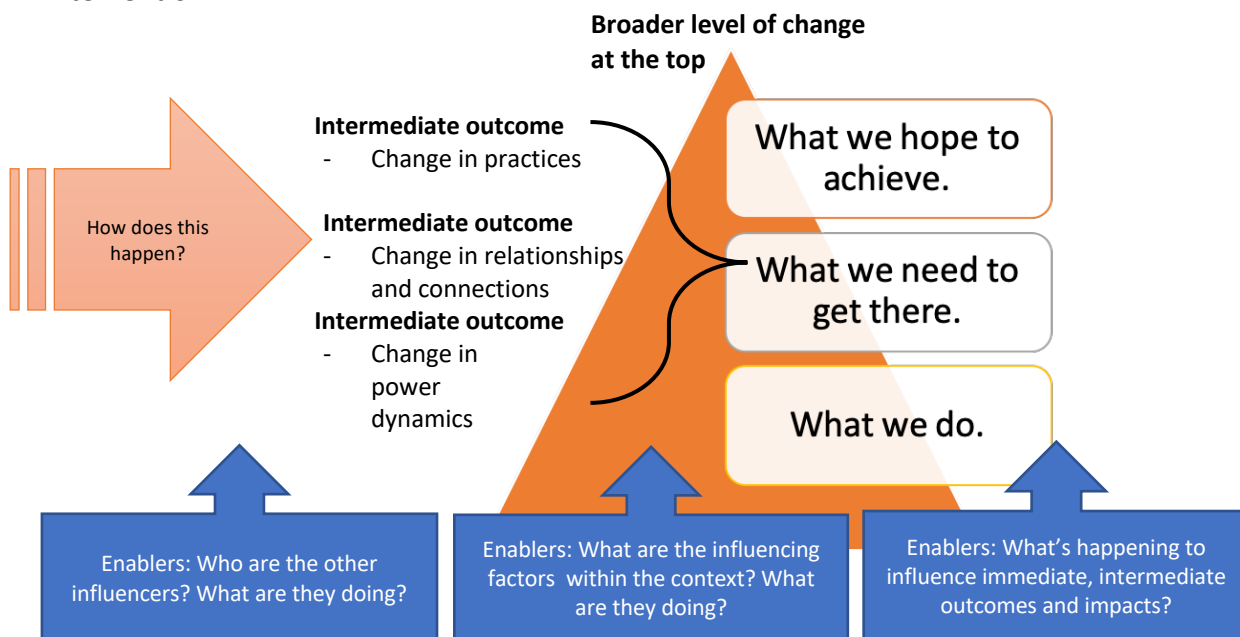 Broader level of change
at the top
How does this
happen?
Intermediate outcome
- Change in practices
Intermediate outcome
- Change in relationships
and connections
Intermediate outcome
- Change in
power
dynamics
What we hope to
achieve.
What we need to
get there.
What we do.
Enablers: Who are the other
influencers? What are they doing?
Enablers: What are the influencing
factors within the context? What
are they doing?
Enablers: What’s happening to
influence immediate, intermediate
outcomes and impacts?